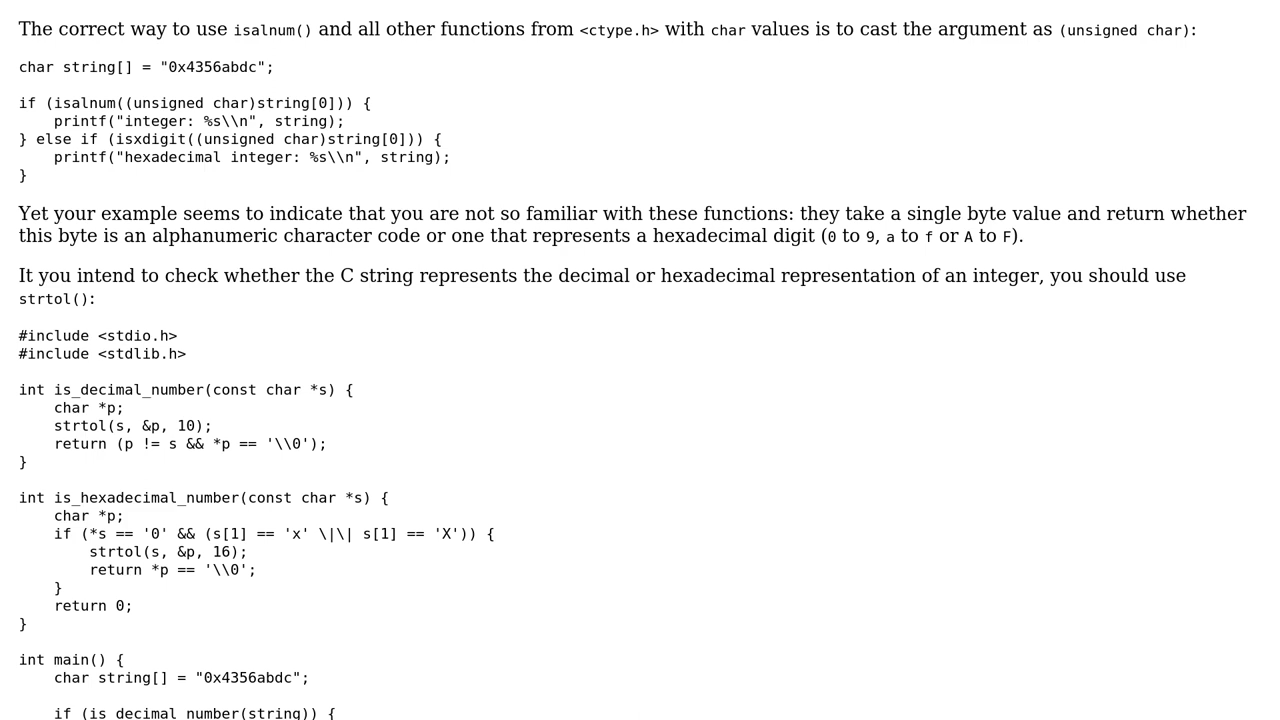 The correct way to use isalnum() and all other functions from <ctype.h> with char values is to cast the argument as (unsigned char):
char string[] = "0x4356abdc";
if (isalnum((unsigned char)string[0])) {
    printf("integer: %s\\n", string);
} else if (isxdigit((unsigned char)string[0])) {
    printf("hexadecimal integer: %s\\n", string);
}
Yet your example seems to indicate that you are not so familiar with these functions: they take a single byte value and return whether
this byte is an alphanumeric character code or one that represents a hexadecimal digit (0 to 9, a to f or A to F).
It you intend to check whether the C string represents the decimal or hexadecimal representation of an integer, you should use
strtol():
#include <stdio.h>
#include <stdlib.h>
int is_decimal_number(const char *s) {
    char *p;
    strtol(s, &p, 10);
    return (p != s && *p == '\\0');
}
int is_hexadecimal_number(const char *s) {
    char *p;
    if (*s == '0' && (s[1] == 'x' \|\| s[1] == 'X')) {
        strtol(s, &p, 16);
        return *p == '\\0';
    }
    return 0;
}
int main() {
    char string[] = "0x4356abdc";
    if (is_decimal_number(string)) {